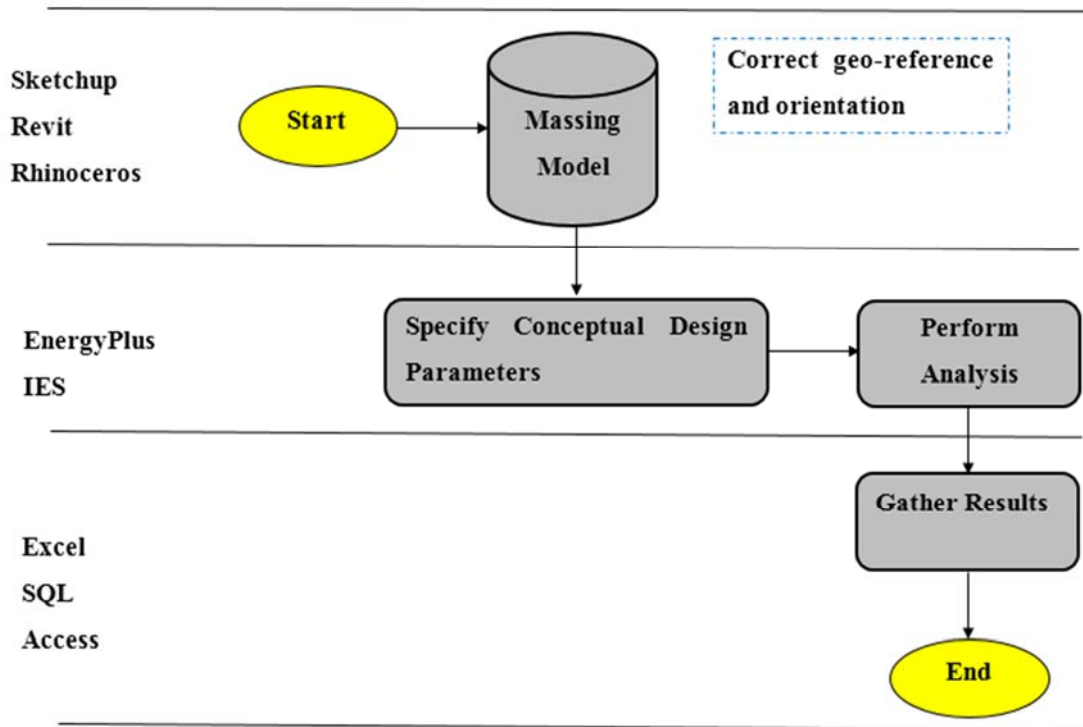 Sketchup
Revit
Rhinoceros
Start
Massing
Model
Correct geo-reference
and orientation
EnergyPlus
IES
Specify Conceptual Design
Parameters
Perform
Analysis
Gather Results
Excel
SQL
Access
End